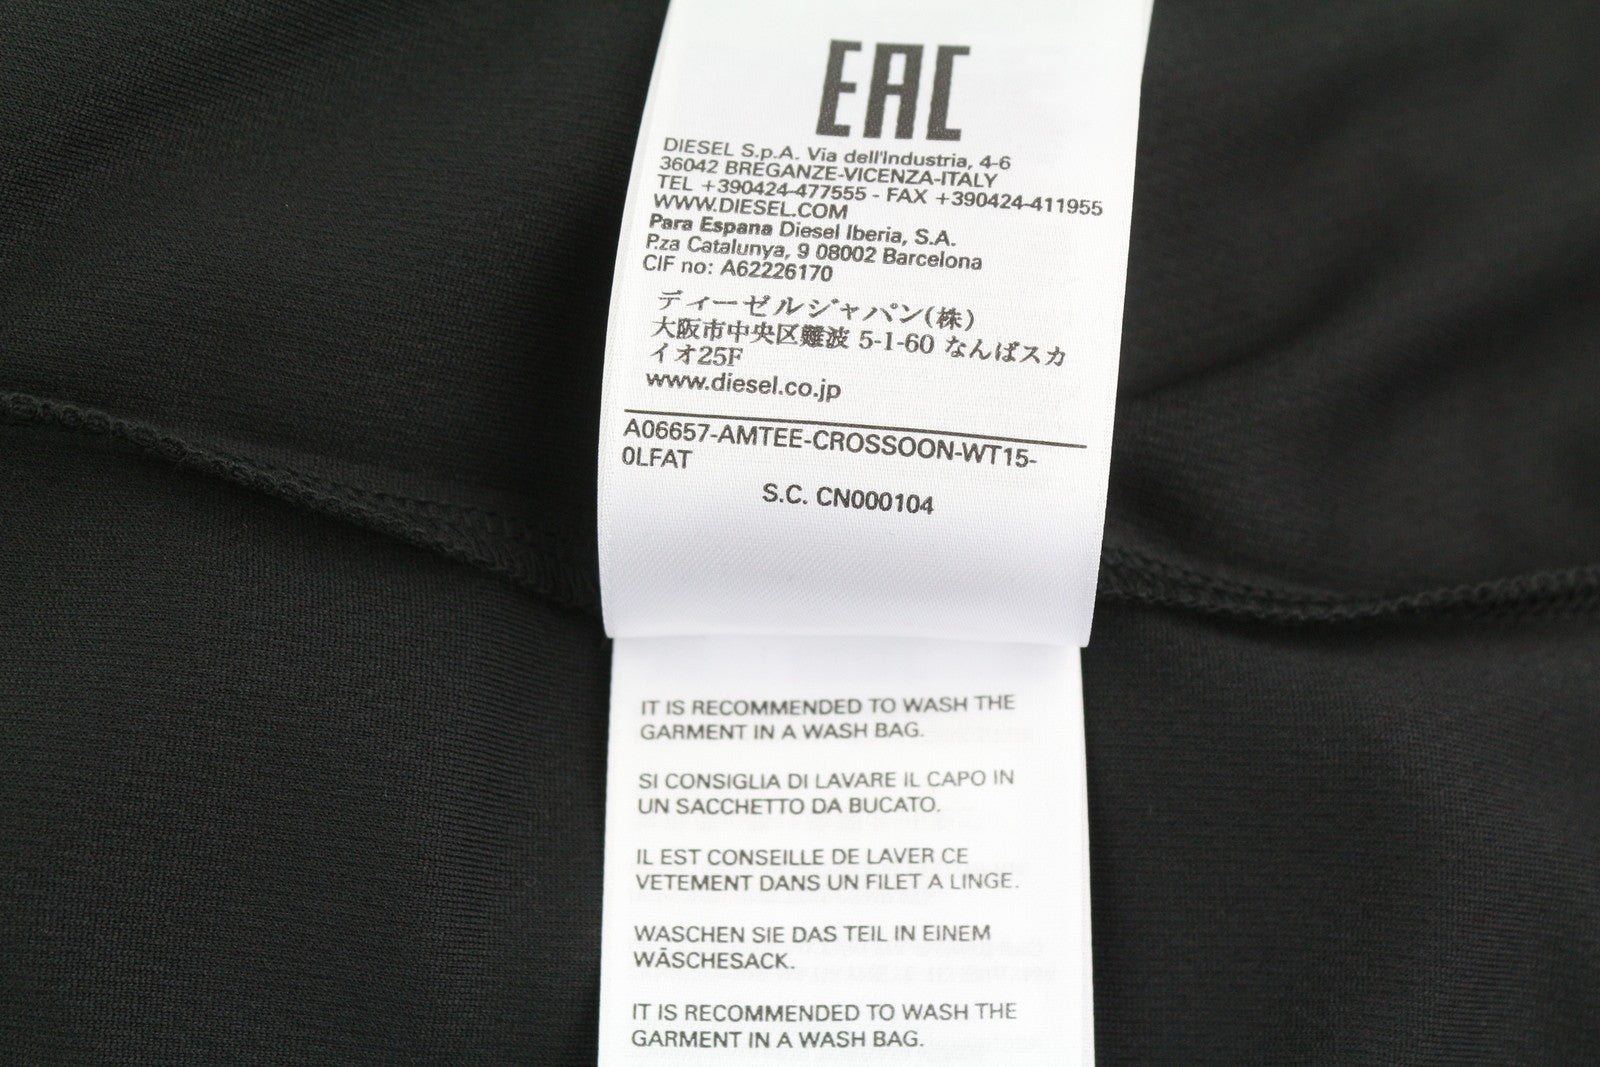 EAC
DIESEL S.p.A. Via dell'Industria, 4-6
36042 BREGANZE-VICENZA-ITALY
TEL +390424-477555 - FAX +390424-411955
WWW.DIESEL.COM
Para Espana Diesel Iberia, S.A.
P.za Catalunya, 9 08002 Barcelona
CIF no: A62226170
ディーゼルジャパン(株)
大阪市中央区難波 5-1-60 なんばスカ
イオ25F
www.diesel.co.jp
A06657-AMTEE-CROSSOON-WT15-
0LFAT
S.C. CN000104
IT IS RECOMMENDED TO WASH THE
GARMENT IN A WASH BAG.
SI CONSIGLIA DI LAVARE IL CAPO IN
UN SACCHETTO DA BUCATO.
IL EST CONSEILLE DE LAVER CE
VETEMENT DANS UN FILET A LINGE.
WASCHEN SIE DAS TEIL IN EINEM
WÄSCHESACK.
IT IS RECOMMENDED TO WASH THE
GARMENT IN A WASH BAG.